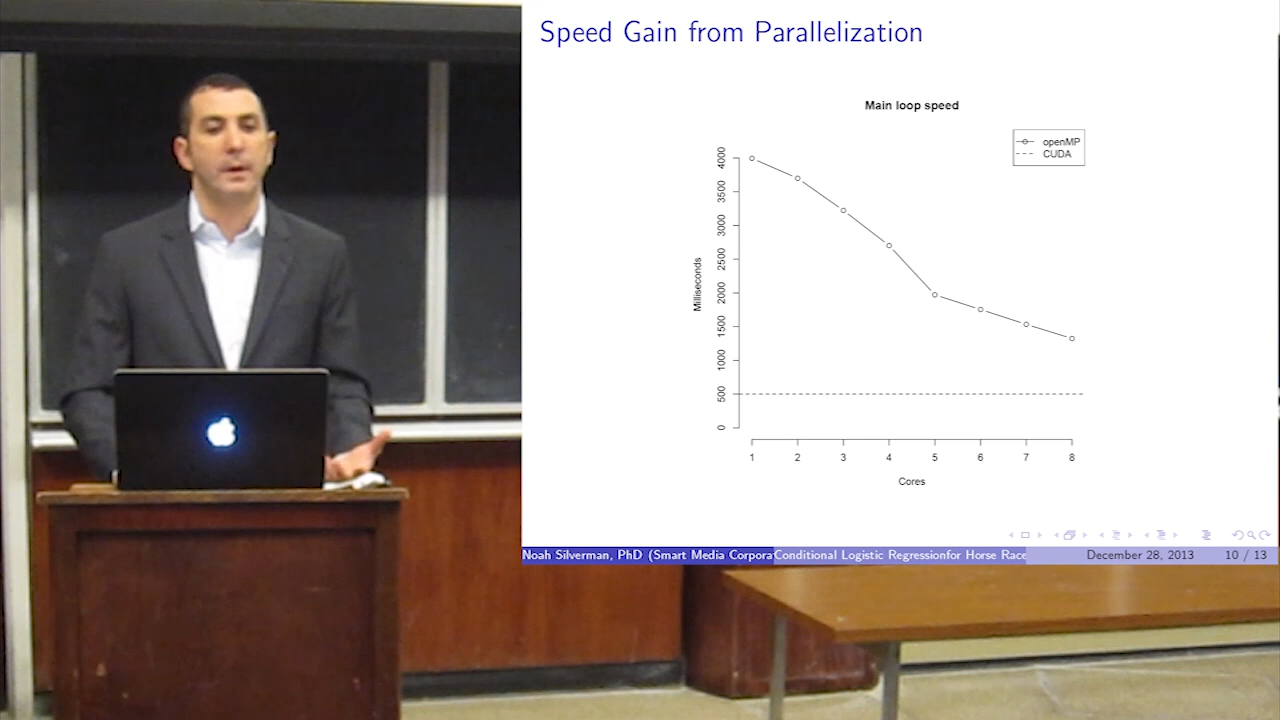 Speed Gain from Parallelization
Main loop speed
openMP
CUDA
4000
3500
3000
2500
2000
1500
1000
500
0
Milliseconds
1 2 3 4 5 6 7 8
Cores
Noah Silverman, PhD (Smart Media Corpora Conditional Logistic Regressionfor Horse Race December 28, 2013 10 / 13